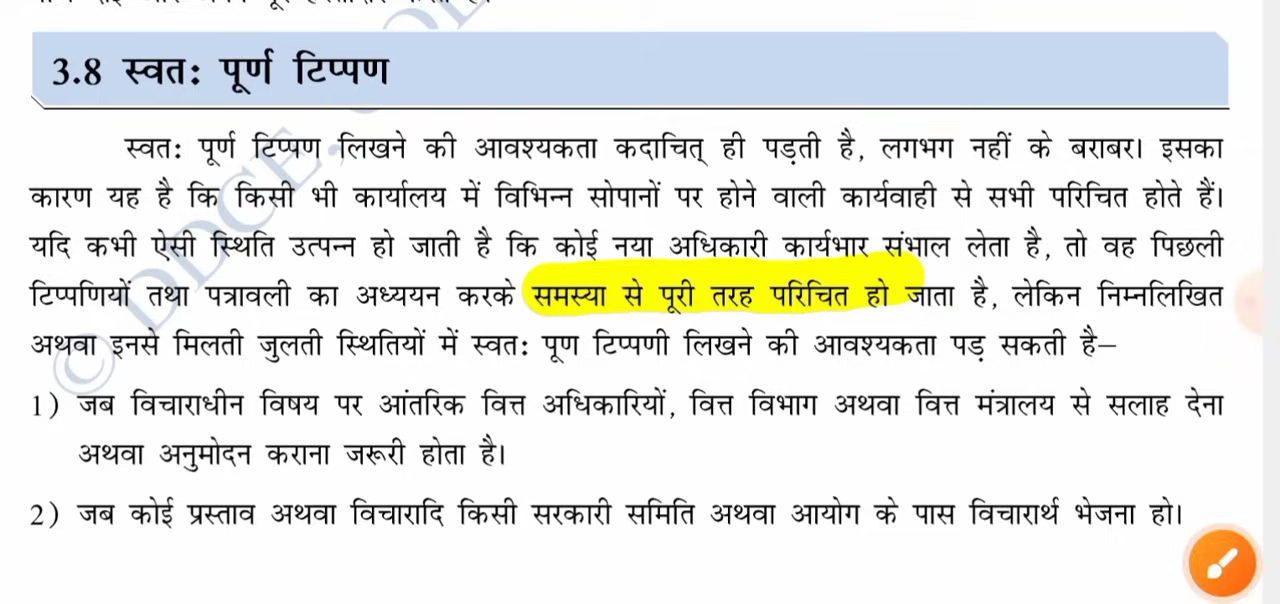 3.8 स्वतः पूर्ण टिप्पण
स्वतः पूर्ण टिप्पण लिखने की आवश्यकता कदाचित् ही पड़ती है, लगभग नहीं के बराबर। इसका
कारण यह है कि किसी भी कार्यालय में विभिन्न सोपानों पर होने वाली कार्यवाही से सभी परिचित होते हैं।
यदि कभी ऐसी स्थिति उत्पन्न हो जाती है कि कोई नया अधिकारी कार्यभार संभाल लेता है, तो वह पिछली
टिप्पणियों तथा पत्रावली का अध्ययन करके समस्या से पूरी तरह परिचित हो जाता है, लेकिन निम्नलिखित
अथवा इनसे मिलती जुलती स्थितियों में स्वतः पूण टिप्पणी लिखने की आवश्यकता पड़ सकती है–
1) जब विचाराधीन विषय पर आंतरिक वित्त अधिकारियों, वित्त विभाग अथवा वित्त मंत्रालय से सलाह देना
अथवा अनुमोदन कराना जरूरी होता है।
2) जब कोई प्रस्ताव अथवा विचारादि किसी सरकारी समिति अथवा आयोग के पास विचारार्थ भेजना हो।
© DDCE,